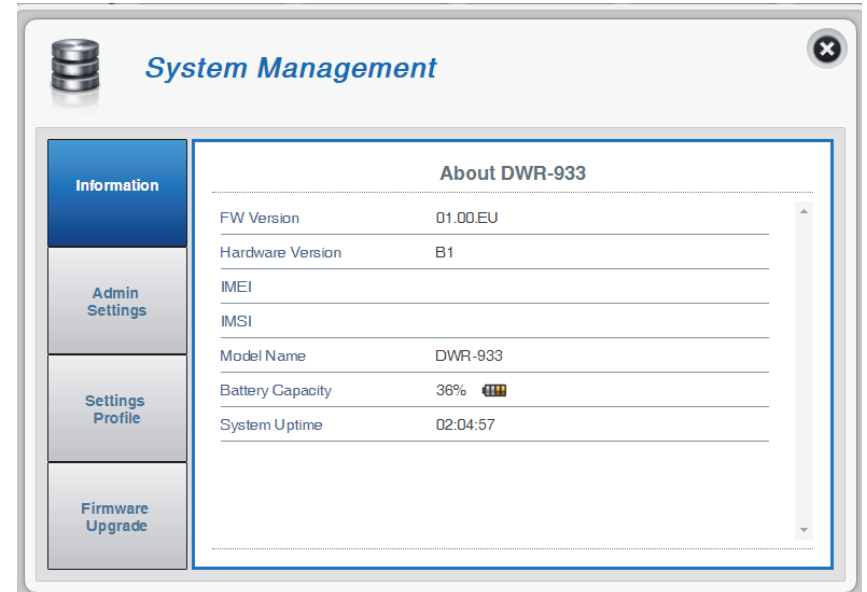 System Management
Information
Admin
Settings
Settings
Profile
Firmware
Upgrade
About DWR-933
FW Version 01.00.EU
Hardware Version B1
IMEI
IMSI
Model Name DWR-933
Battery Capacity 36%
System Uptime 02:04:57